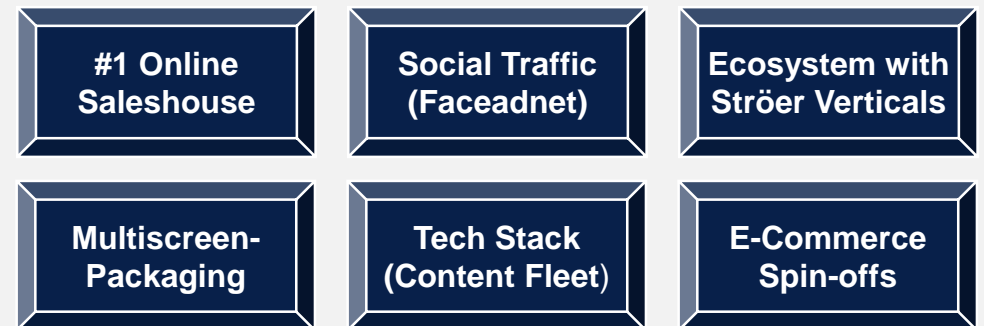 #1 Online
Saleshouse
Social Traffic
(Faceadnet)
Ecosystem with
Ströer Verticals
Multiscreen-
Packaging
Tech Stack
(Content Fleet)
E-Commerce
Spin-offs